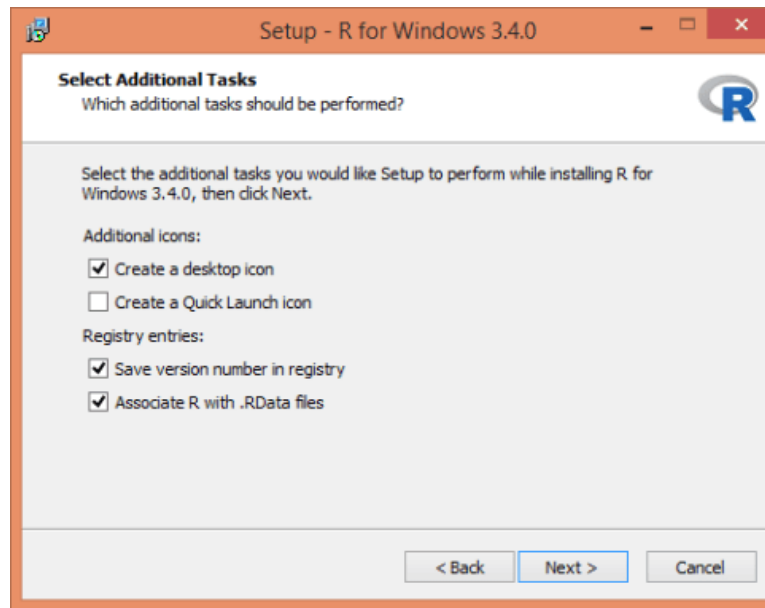 Setup - R for Windows 3.4.0
Select Additional Tasks
Which additional tasks should be performed?
R
Select the additional tasks you would like Setup to perform while installing R for
Windows 3.4.0, then click Next.
Additional icons:
Create a desktop icon
Create a Quick Launch icon
Registry entries:
Save version number in registry
Associate R with .RData files
< Back
Next >
Cancel